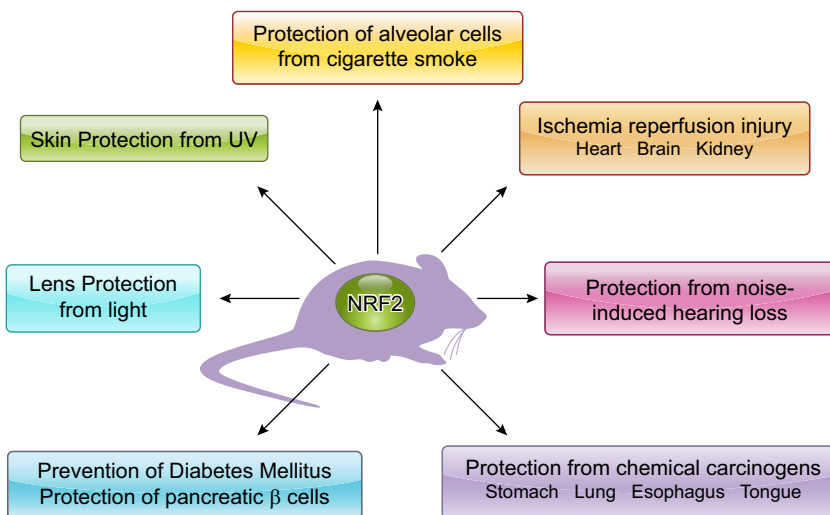 Protection of alveolar cells
from cigarette smoke
Skin Protection from UV
Ischemia reperfusion injury
Heart Brain Kidney
Lens Protection
from light
NRF2
Protection from noise-
induced hearing loss
Prevention of Diabetes Mellitus
Protection of pancreatic β cells
Protection from chemical carcinogens
Stomach Lung Esophagus Tongue